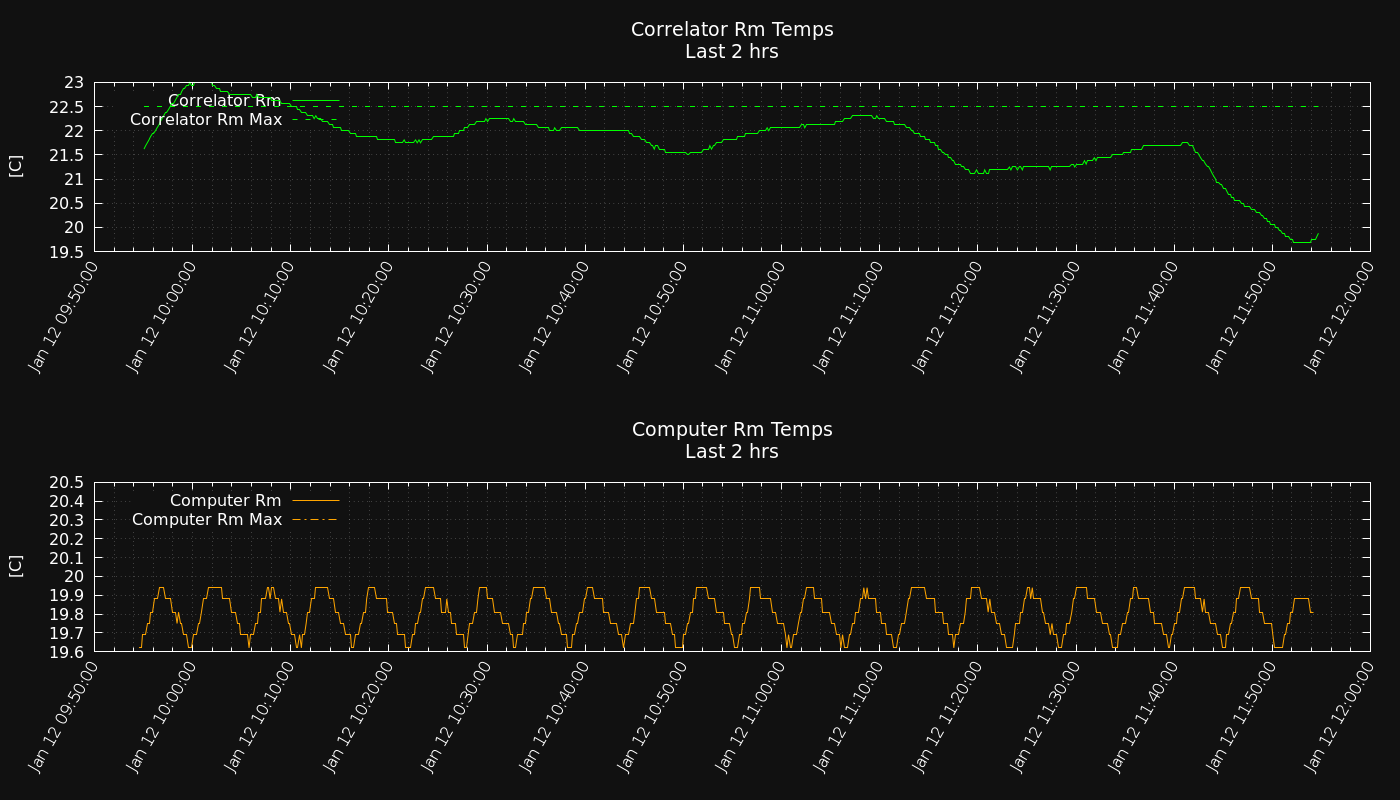 Correlator Rm Temps
Last 2 hrs
23
22.5
22
21.5
21
20.5
20
19.5
[C]
Correlator Rm
Correlator Rm Max
Jan 12 09:50:00
Jan 12 10:00:00
Jan 12 10:10:00
Jan 12 10:20:00
Jan 12 10:30:00
Jan 12 10:40:00
Jan 12 10:50:00
Jan 12 11:00:00
Jan 12 11:10:00
Jan 12 11:20:00
Jan 12 11:30:00
Jan 12 11:40:00
Jan 12 11:50:00
Jan 12 12:00:00
Computer Rm Temps
Last 2 hrs
20.5
20.4
20.3
20.2
20.1
20
19.9
19.8
19.7
19.6
[C]
Computer Rm
Computer Rm Max
Jan 12 09:50:00
Jan 12 10:00:00
Jan 12 10:10:00
Jan 12 10:20:00
Jan 12 10:30:00
Jan 12 10:40:00
Jan 12 10:50:00
Jan 12 11:00:00
Jan 12 11:10:00
Jan 12 11:20:00
Jan 12 11:30:00
Jan 12 11:40:00
Jan 12 11:50:00
Jan 12 12:00:00